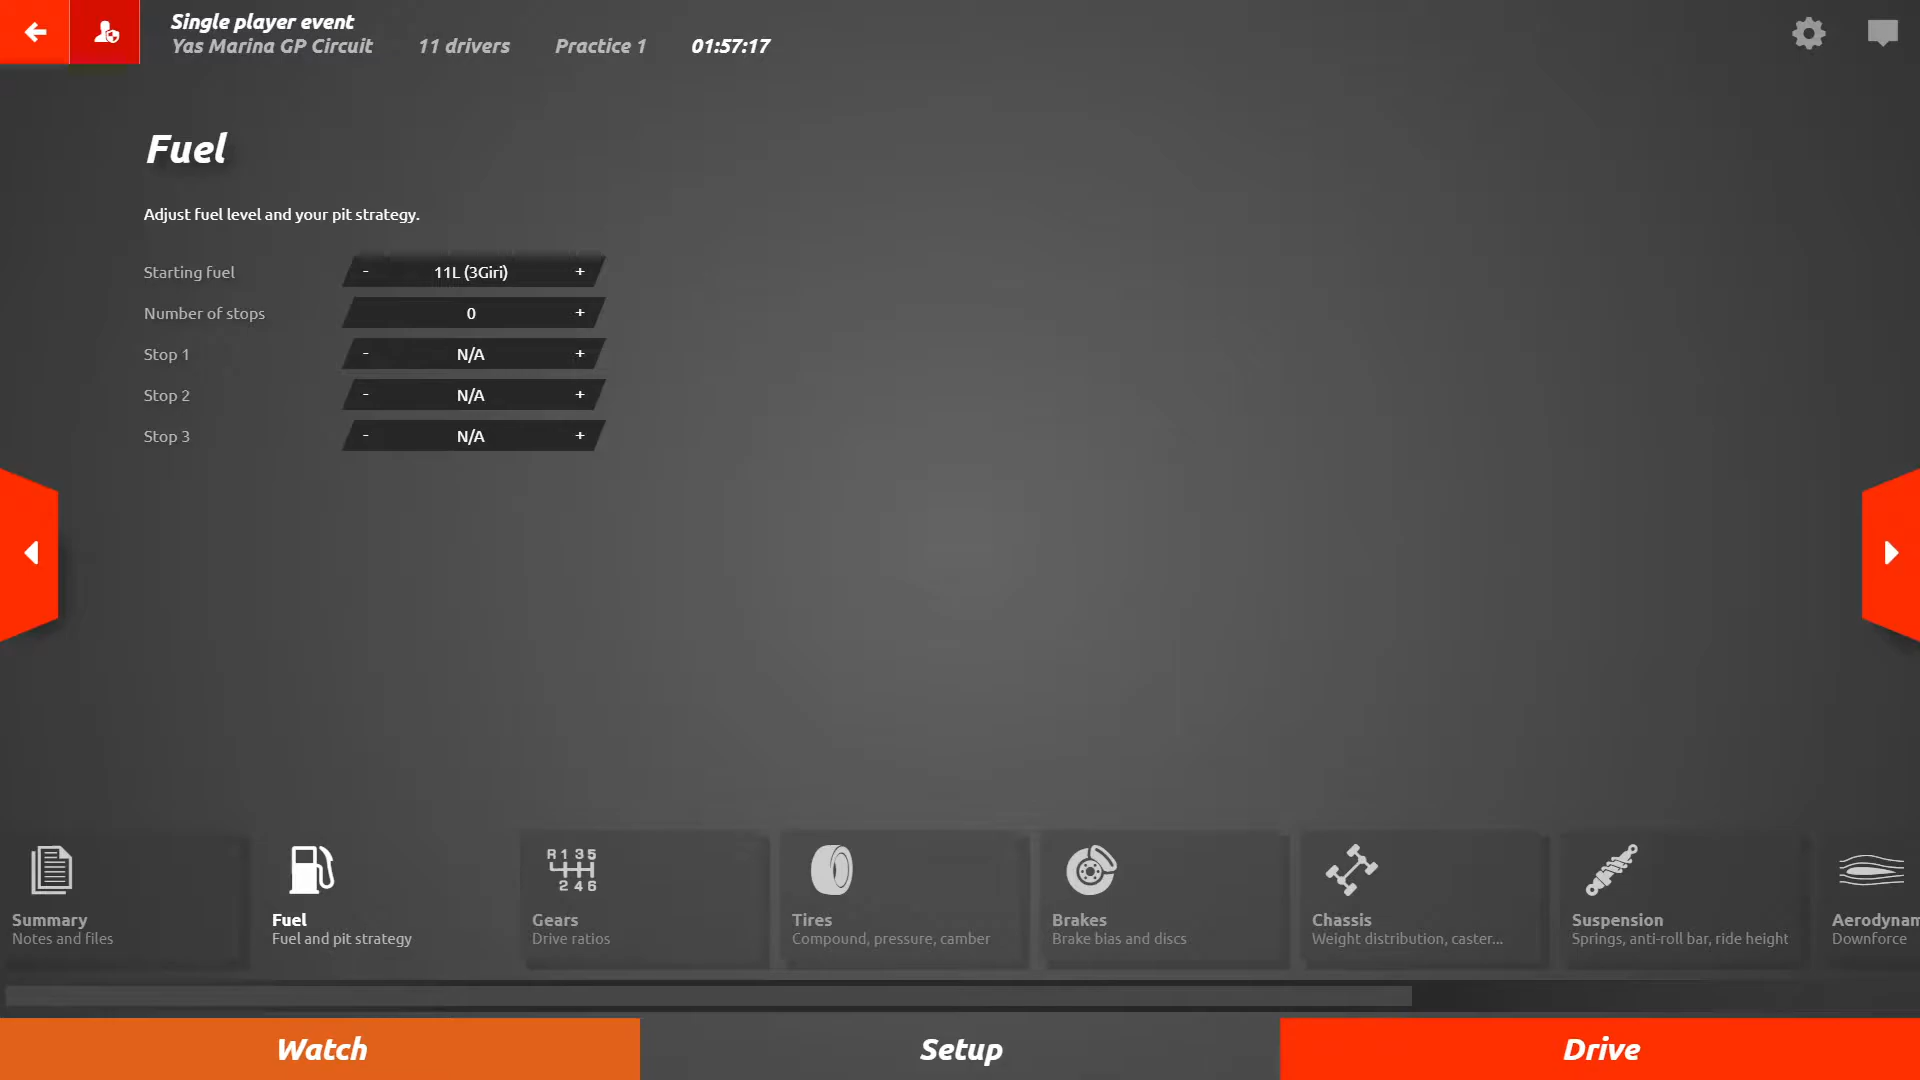 Single player event
Yas Marina GP Circuit 11 drivers Practice 1 01:57:17
Fuel
Adjust fuel level and your pit strategy.
Starting fuel - 11L (3Giri) +
Number of stops 0 +
Stop 1 - N/A +
Stop 2 - N/A +
Stop 3 - N/A +
R 1 3 5
2 4 6
Summary
Notes and files
Fuel
Fuel and pit strategy
Gears
Drive ratios
Tires
Compound, pressure, camber
Brakes
Brake bias and discs
Chassis
Weight distribution, caster...
Suspension
Springs, anti-roll bar, ride height
Aerodynam
Downforce
Watch Setup Drive